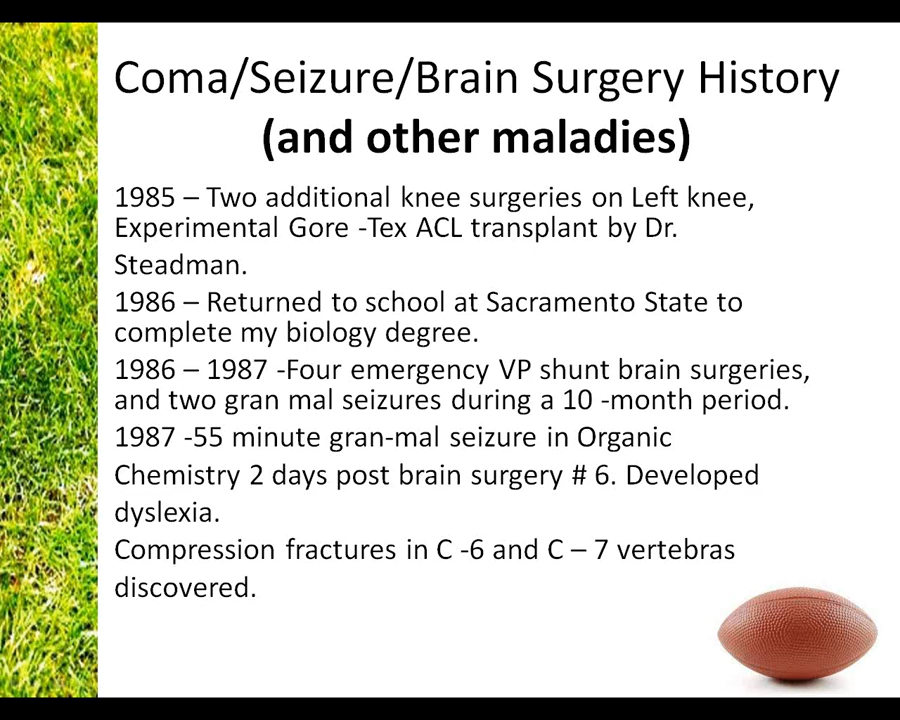 Coma/Seizure/Brain Surgery History
(and other maladies)
1985 – Two additional knee surgeries on Left knee,
Experimental Gore -Tex ACL transplant by Dr.
Steadman.
1986 – Returned to school at Sacramento State to
complete my biology degree.
1986 – 1987 -Four emergency VP shunt brain surgeries,
and two gran mal seizures during a 10 -month period.
1987 -55 minute gran-mal seizure in Organic
Chemistry 2 days post brain surgery # 6. Developed
dyslexia.
Compression fractures in C -6 and C – 7 vertebras
discovered.